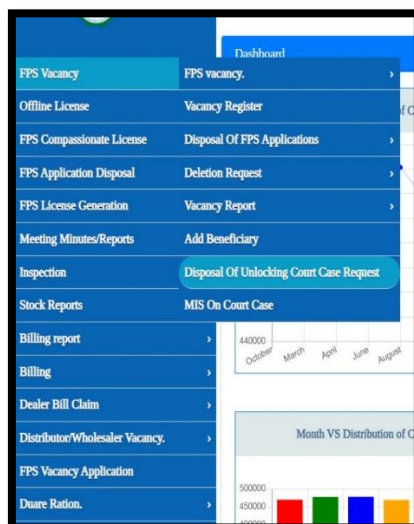 Dashboard
FPS Vacancy
FPS vacancy.
Offline License
Vacancy Register
FPS Compassionate License
Disposal Of FPS Applications
FPS Application Disposal
Deletion Request
FPS License Generation
Vacancy Report
Meeting Minutes/Reports
Add Beneficiary
Inspection
Disposal Of Unlocking Court Case Request
Stock Reports
MIS On Court Case
Billing report
Billing
Dealer Bill Claim
Distributor/Wholesaler Vacancy.
FPS Vacancy Application
Duare Ration.
of C
440000
October
March
April
June
August
Month VS Distribution of C
500000
450000